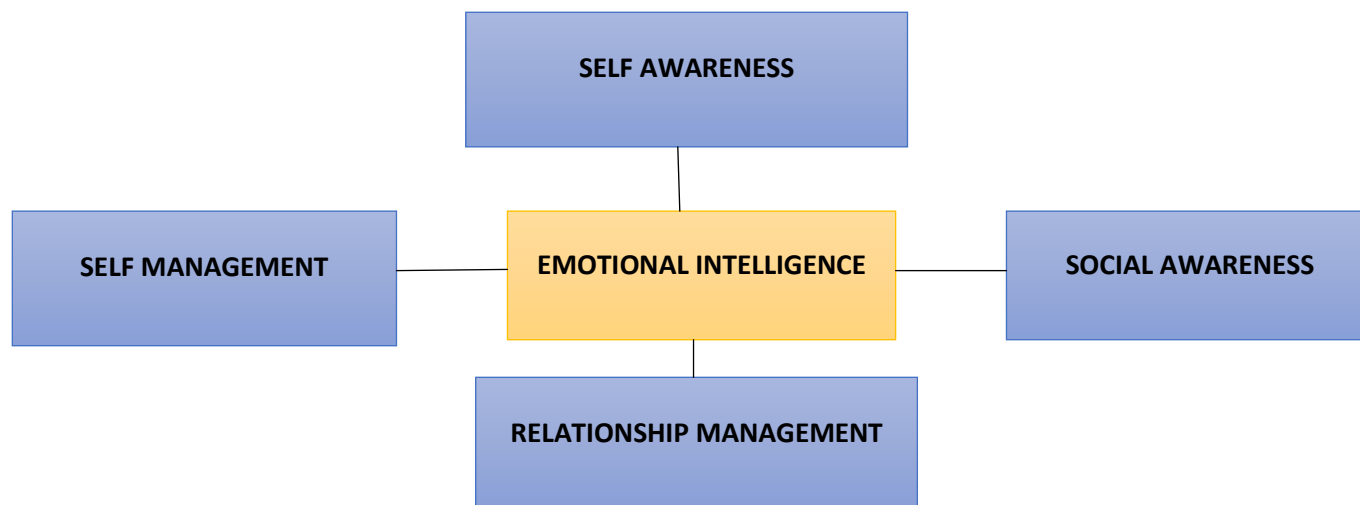 SELF AWARENESS
SELF MANAGEMENT
EMOTIONAL INTELLIGENCE
SOCIAL AWARENESS
RELATIONSHIP MANAGEMENT